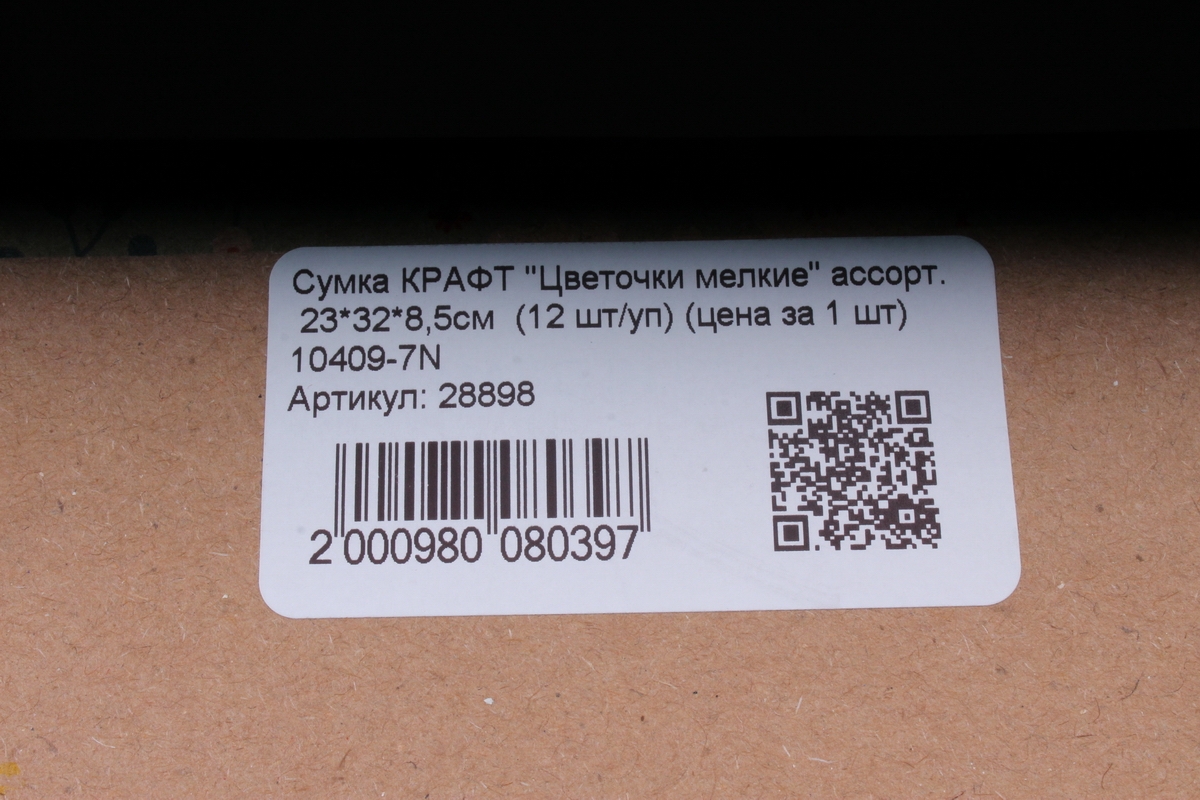 Сумка КРАФТ "Цветочки мелкие" ассорт.
23*32*8,5см (12 шт/уп) (цена за 1 шт)
10409-7N
Артикул: 28898
2 000980 080397